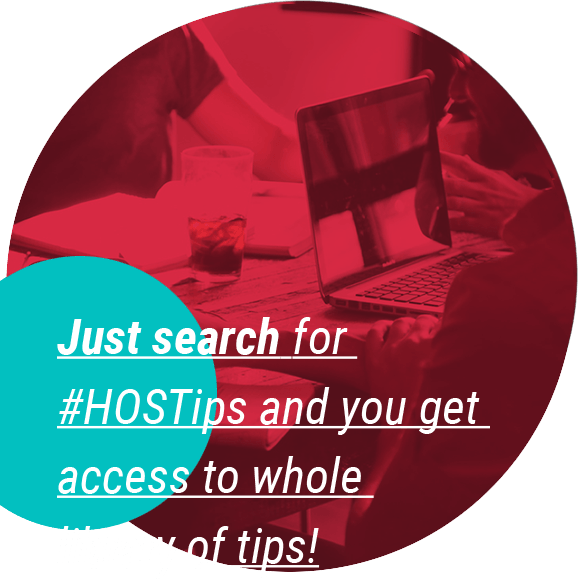 Just search for
#HOSTips and you get
access to whole
of tips!